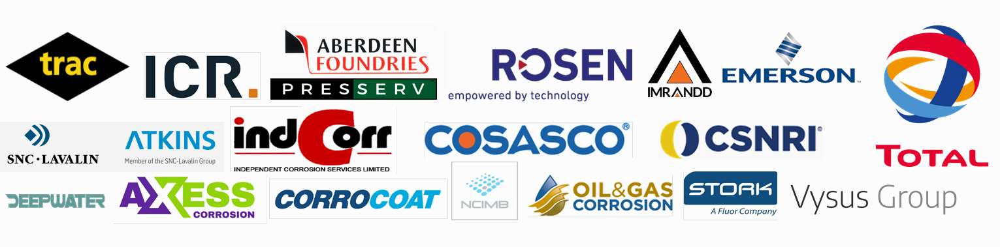 trac
ICR.
ABERDEEN
FOUNDRIES
PRESSERV
ROSEN
empowered by technology
IMRANDD
EMERSON™
TOTAL
SNC • LAVALIN
ATKINS
Member of the SNC-Lavalin Group
indCorr
INDEPENDENT CORROSION SERVICES LIMITED
COSASCO®
CSNRI®
DEEPWATER
AXESS
CORROSION
CORROCOAT
NCIMB
OIL&GAS
CORROSION
STORK
A Fluor Company
Vysus Group